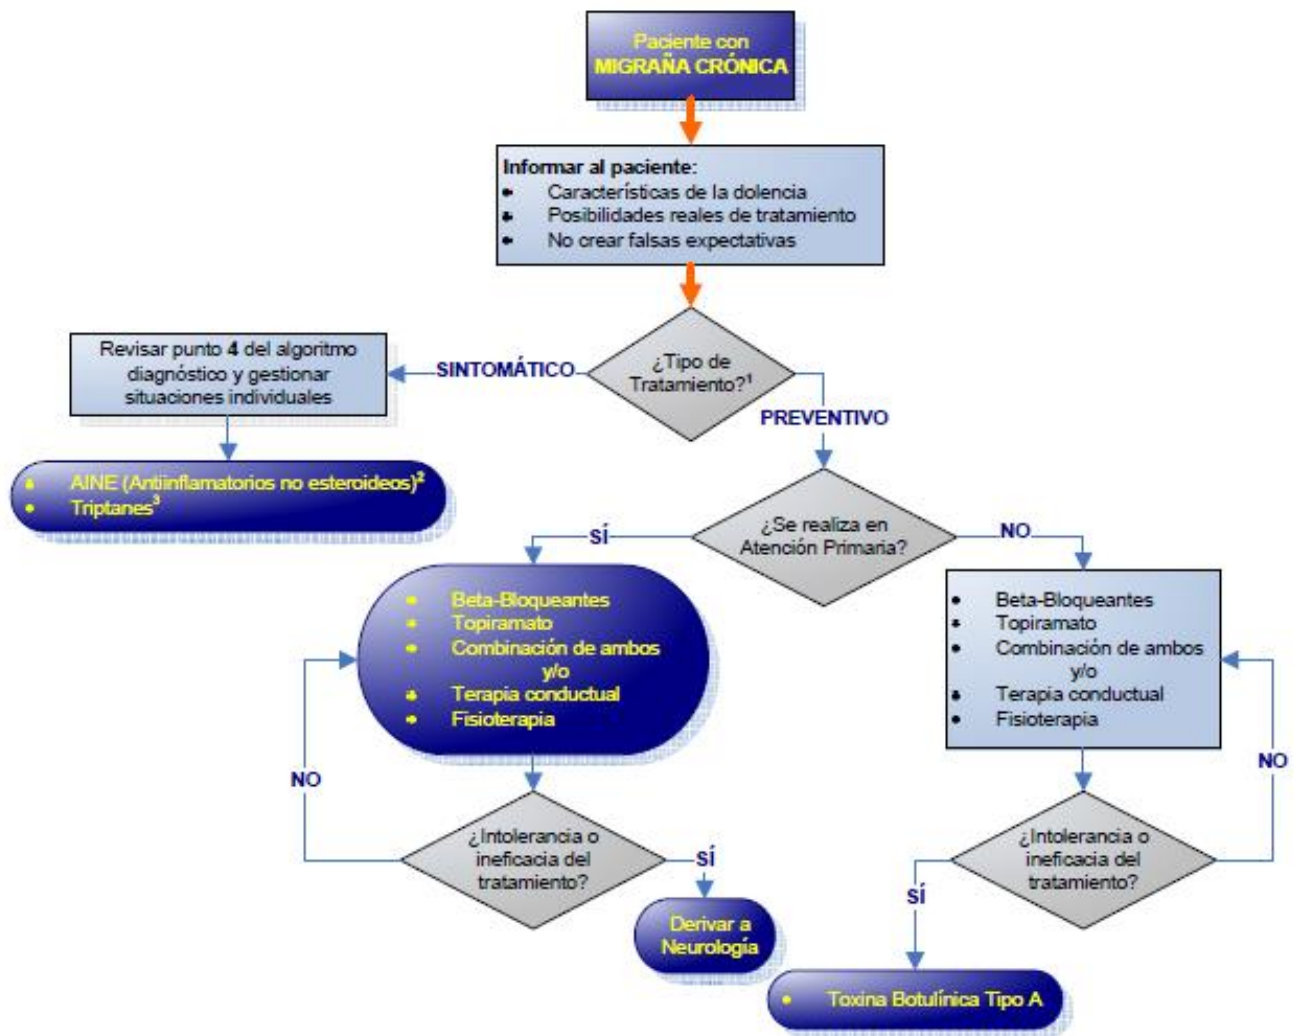 Paciente con
MIGRAÑA CRÓNICA
Informar al paciente:
• Características de la dolencia
• Posibilidades reales de tratamiento
• No crear falsas expectativas
¿Tipo de
Tratamiento?¹
SINTOMÁTICO
Revisar punto 4 del algoritmo
diagnóstico y gestionar
situaciones individuales
• AINE (Antiinflamatorios no esteroideos)²
• Triptanes³
PREVENTIVO
¿Se realiza en
Atención Primaria?
SÍ
• Beta-Bloqueantes
• Topiramato
• Combinación de ambos
y/o
• Terapia conductual
• Fisioterapia
¿Intolerancia o
ineficacia del
tratamiento?
NO
SÍ
Derivar a
Neurología
NO
• Beta-Bloqueantes
• Topiramato
• Combinación de ambos
y/o
• Terapia conductual
• Fisioterapia
¿Intolerancia o
ineficacia del
tratamiento?
NO
SÍ
• Toxina Botulínica Tipo A